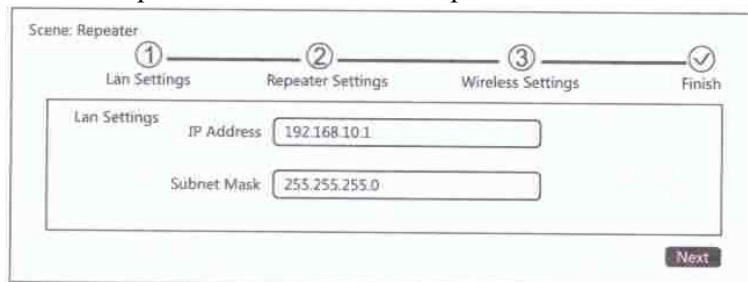 Scene: Repeater
1 2 3
Lan Settings Repeater Settings Wireless Settings Finish
Lan Settings
IP Address 192.168.10.1
Subnet Mask 255.255.255.0
Next